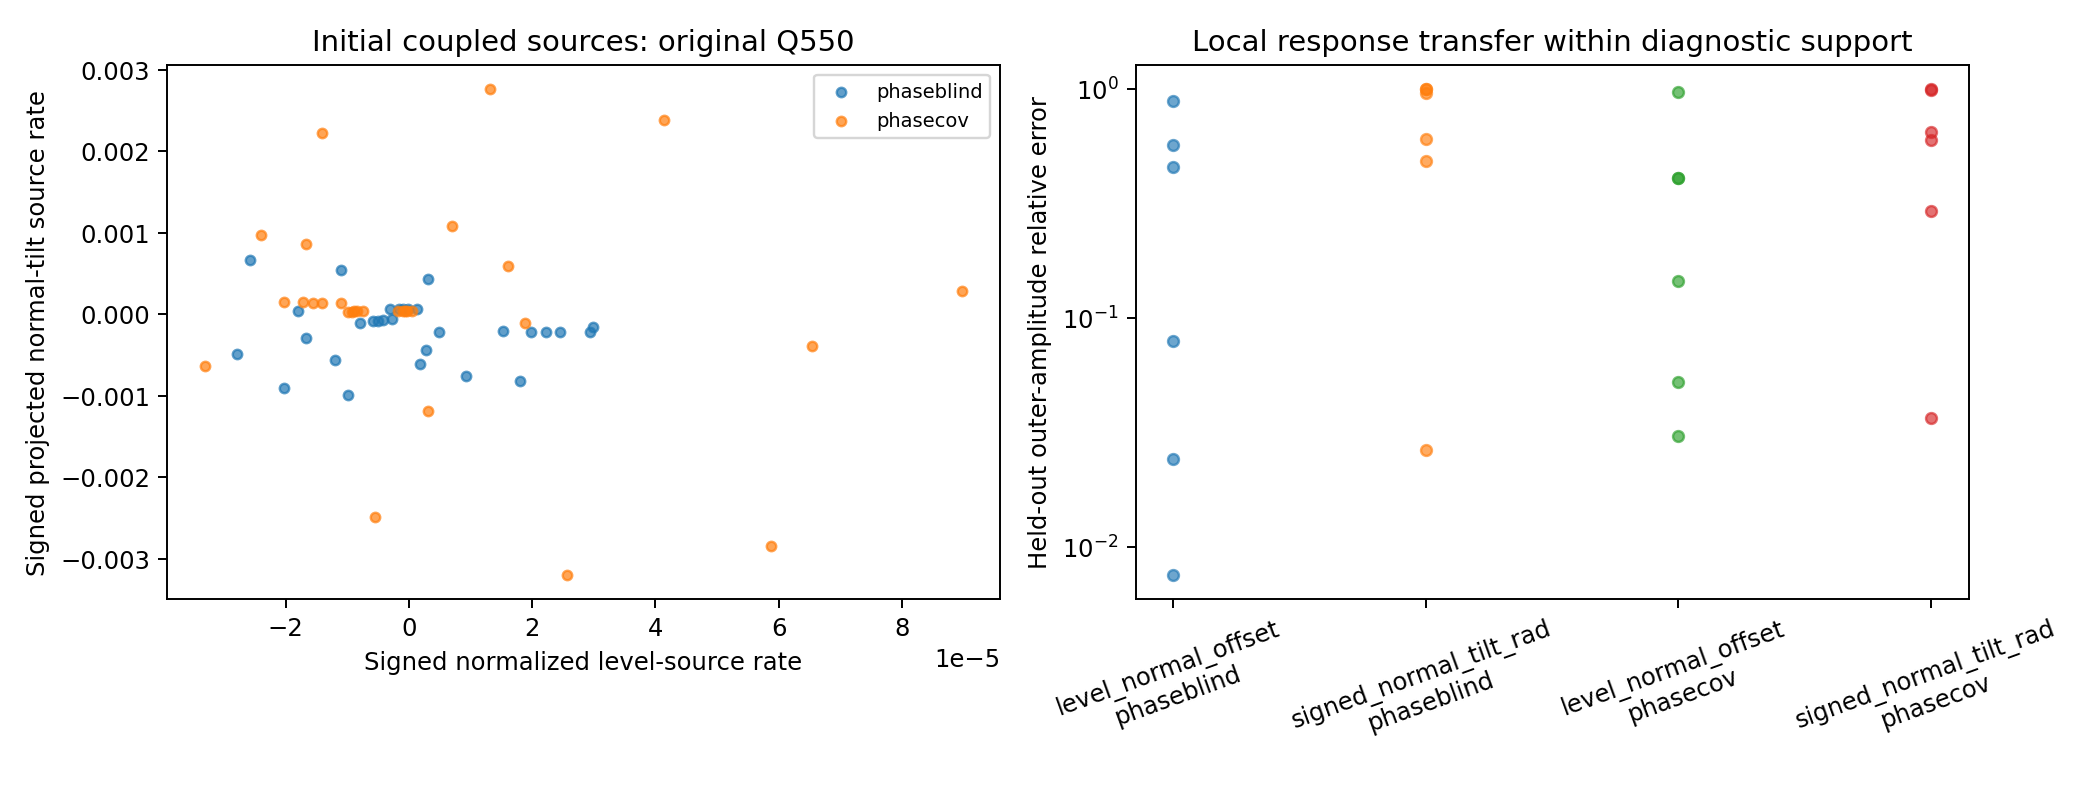 Initial coupled sources: original Q550
Signed projected normal-tilt source rate
0.003
0.002
0.001
0.000
−0.001
−0.002
−0.003
phaseblind
phasecov
−2
0
2
4
6
8
1e−5
Signed normalized level-source rate
Local response transfer within diagnostic support
Held-out outer-amplitude relative error
10⁰
10⁻¹
10⁻²
level_normal_offset
phaseblind
signed_normal_tilt_rad
phaseblind
level_normal_offset
phasecov
signed_normal_tilt_rad
phasecov